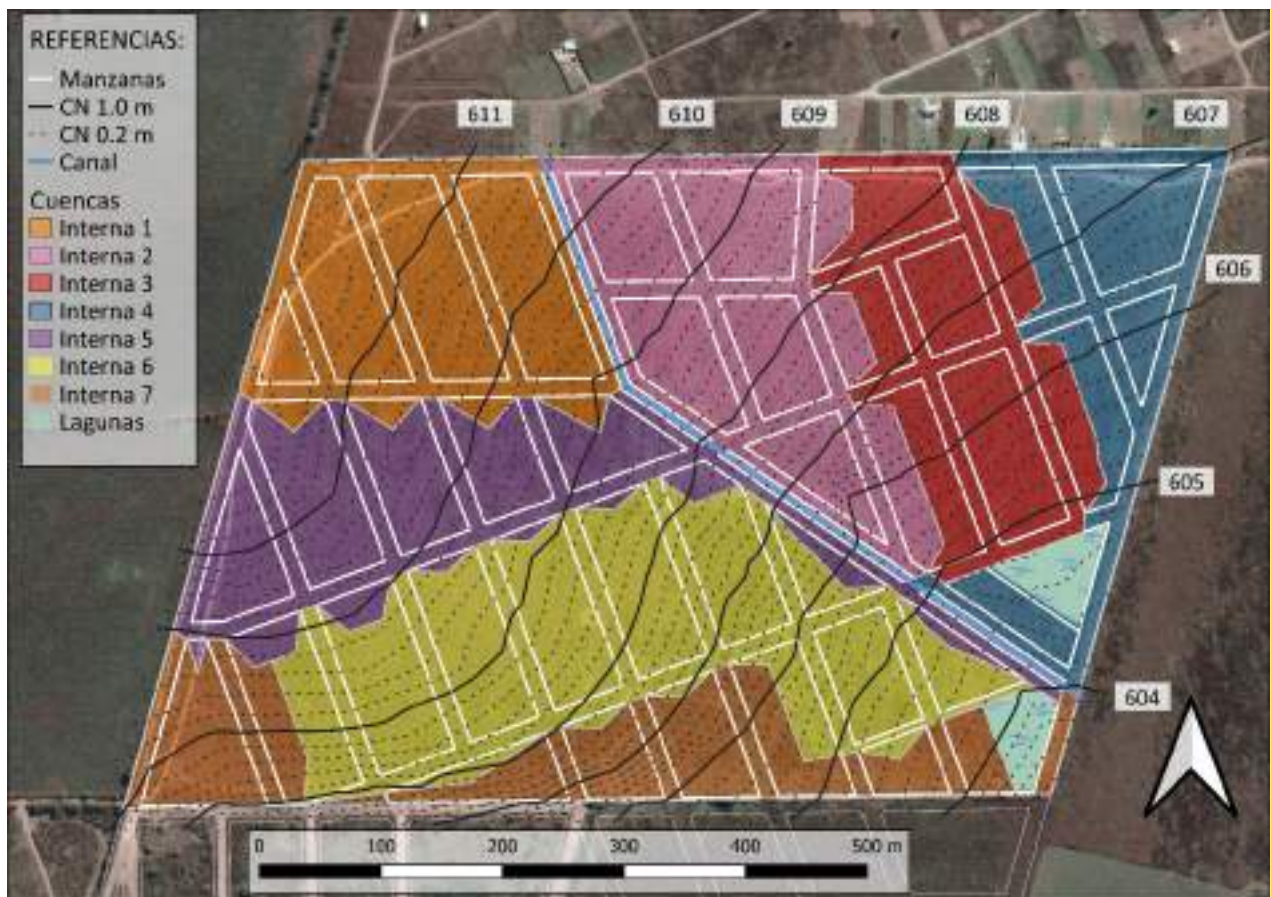 REFERENCIAS:
Manzanas
CN 1.0 m
CN 0.2 m
Canal
Cuencas
Interna 1
Interna 2
Interna 3
Interna 4
Interna 5
Interna 6
Interna 7
Lagunas
611
610
609
608
607
606
605
604
0
100
200
300
400
500 m